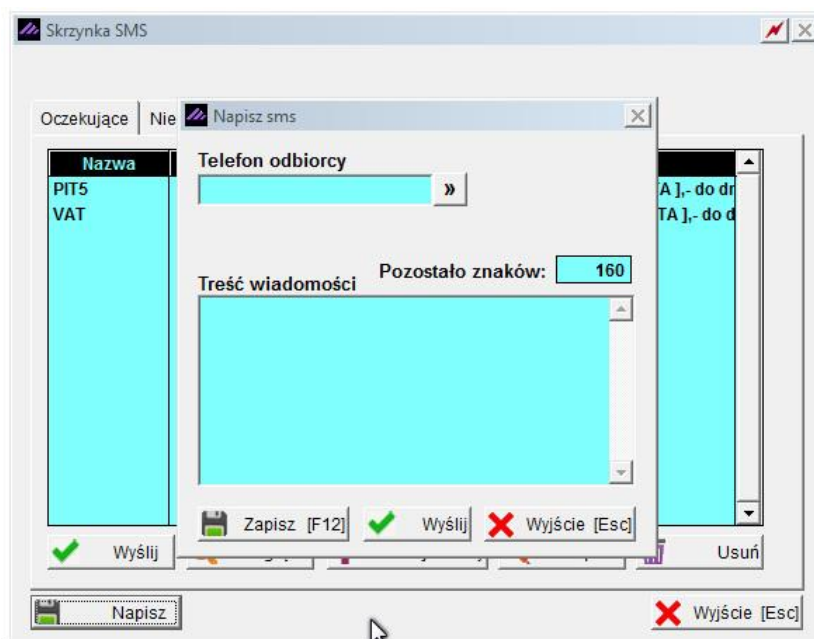 Skrzynka SMS
Oczekujące
Nie
Napisz sms
Nazwa
Telefon odbiorcy
»
PIT5
A ],- do dr
VAT
TA ],- do d
Pozostało znaków: 160
Treść wiadomości
Zapisz [F12]
Wyślij
Wyjście [Esc]
Wyślij
Usuń
Napisz
Wyjście [Esc]